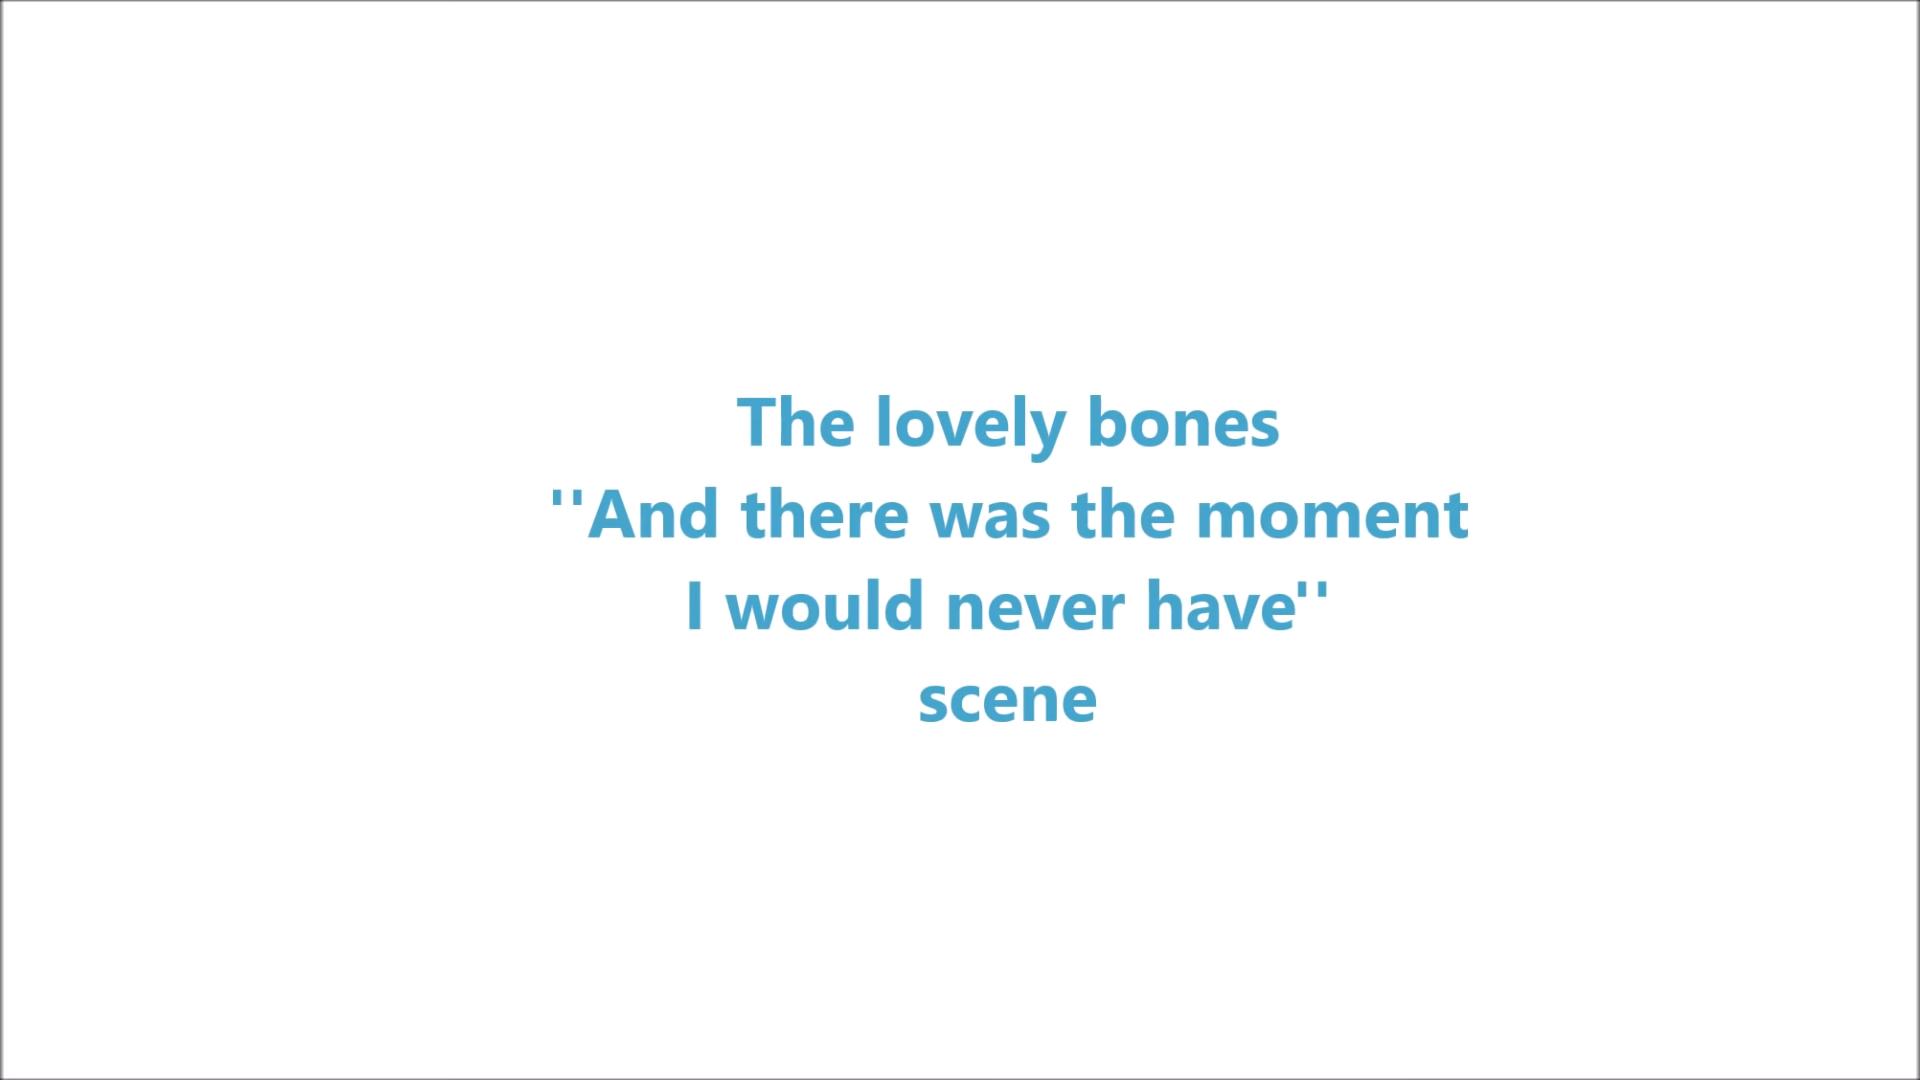 The lovely bones
''And there was the moment
I would never have''
scene